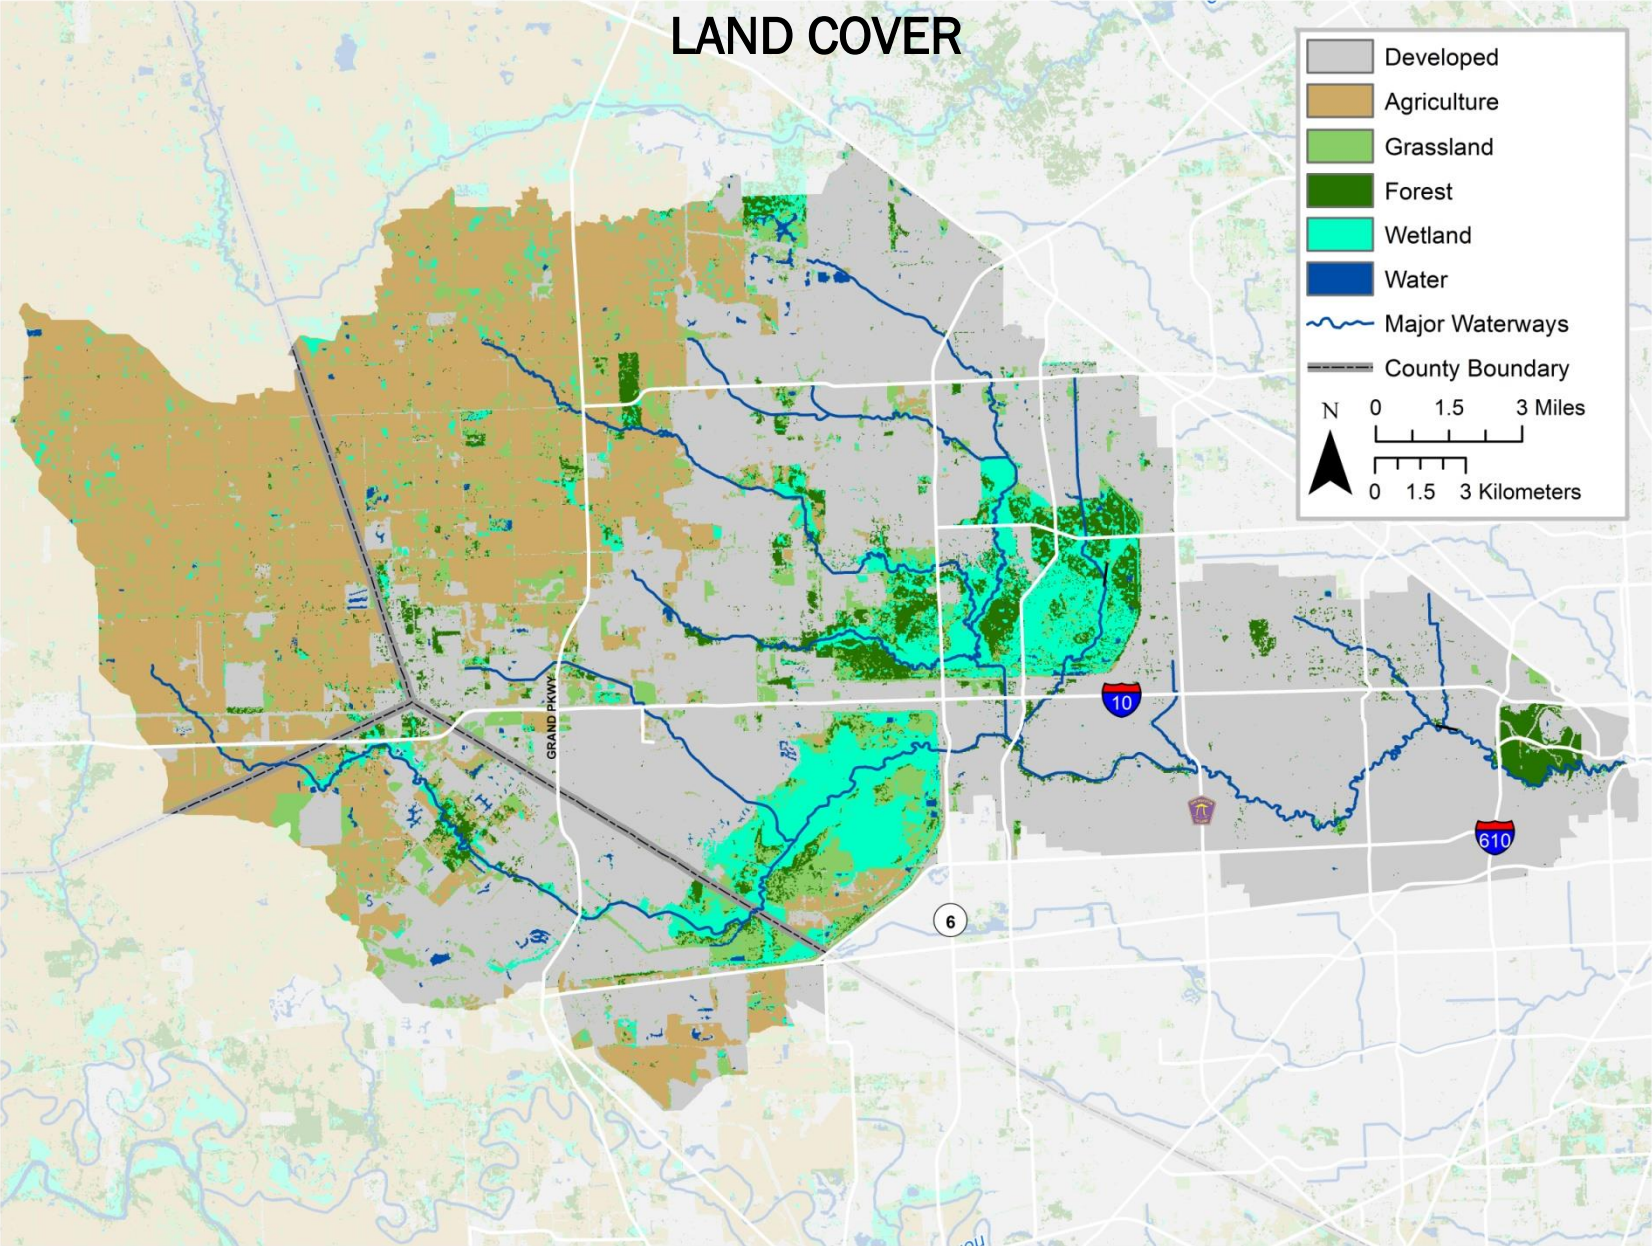 LAND COVER
Developed
Agriculture
Grassland
Forest
Wetland
Water
Major Waterways
County Boundary
N
0 1.5 3 Miles
0 1.5 3 Kilometers
GRAND PKWY
10
610
6